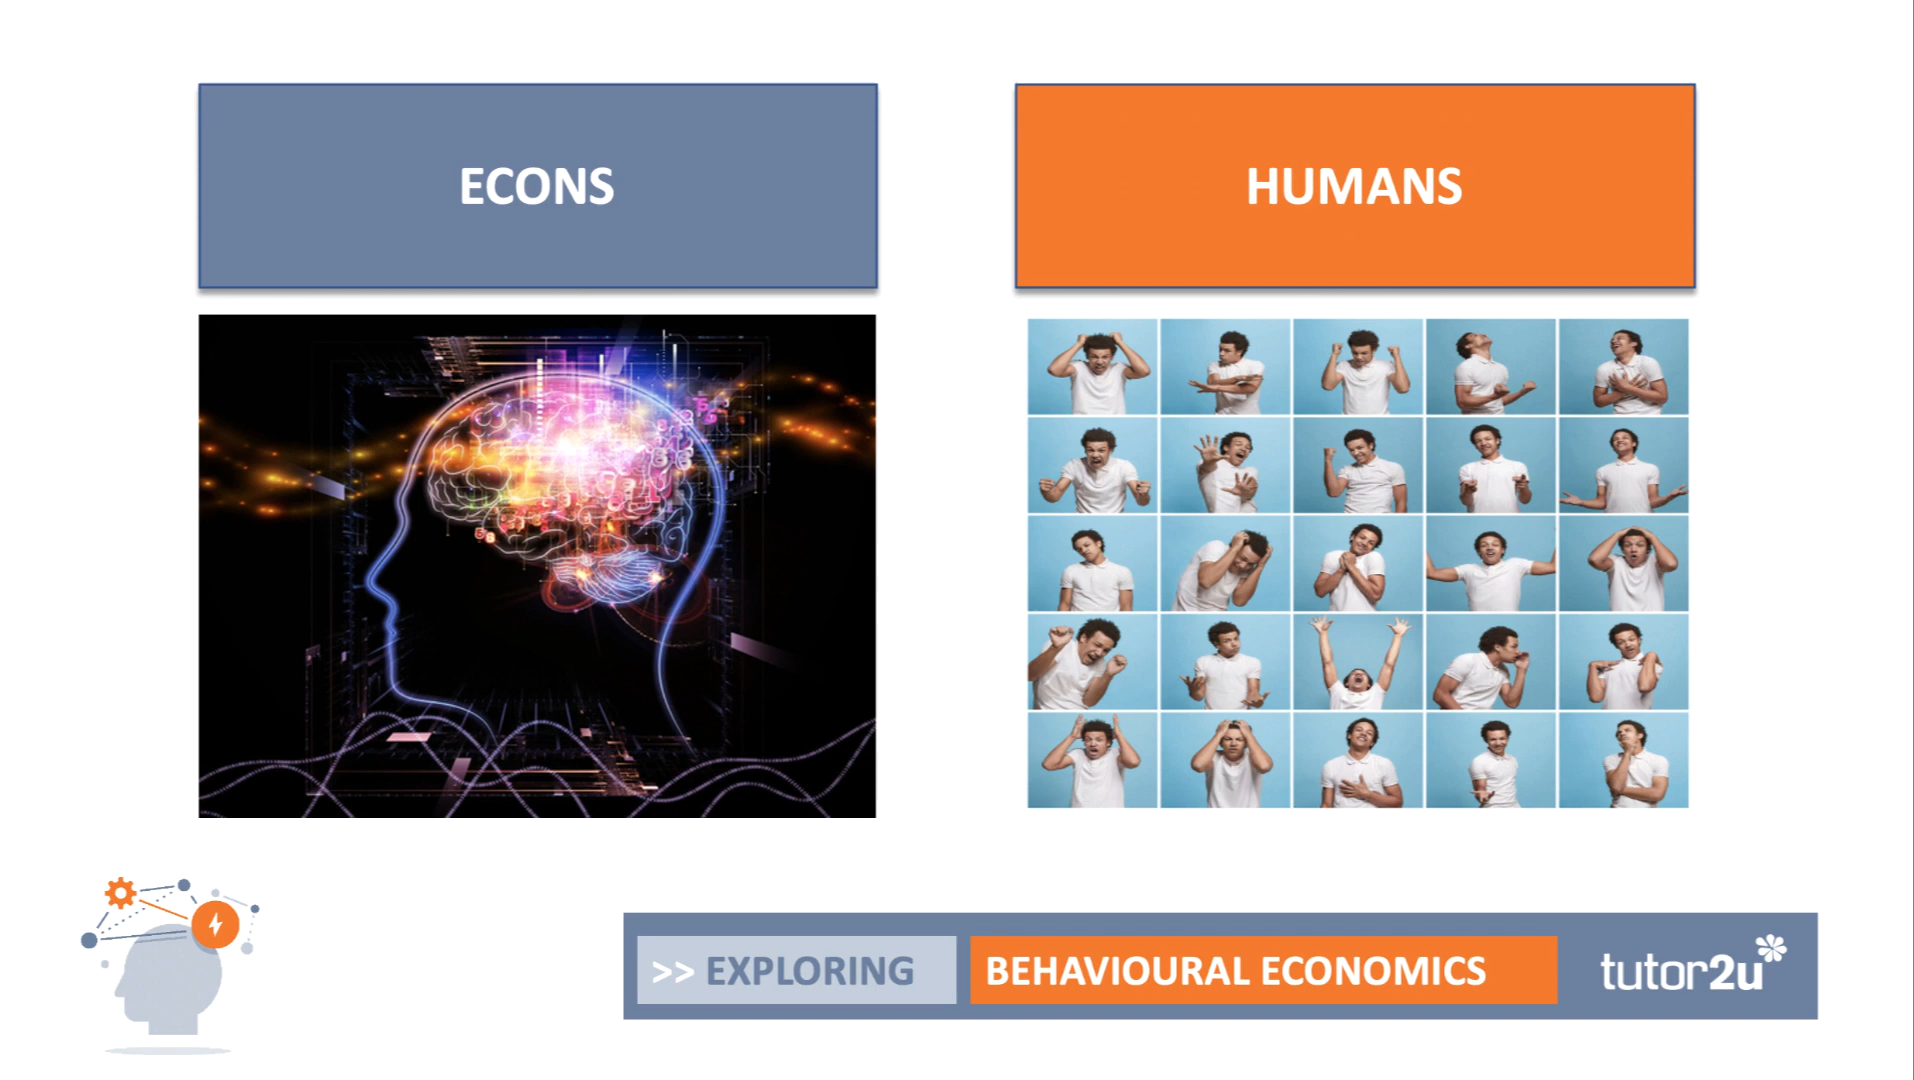 ECONS
HUMANS
>> EXPLORING
BEHAVIOURAL ECONOMICS
tutor2u